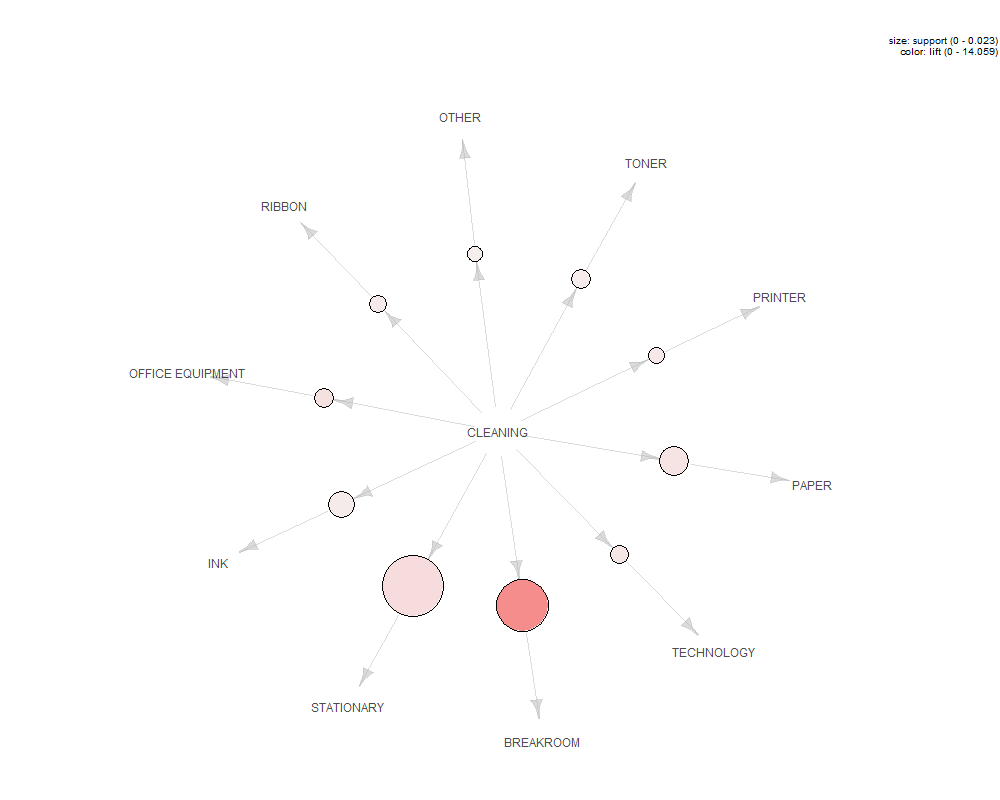 size: support (0 - 0.023)
color: lift (0 - 14.059)
OTHER
TONER
RIBBON
PRINTER
OFFICE EQUIPMENT
CLEANING
PAPER
INK
TECHNOLOGY
STATIONARY
BREAKROOM